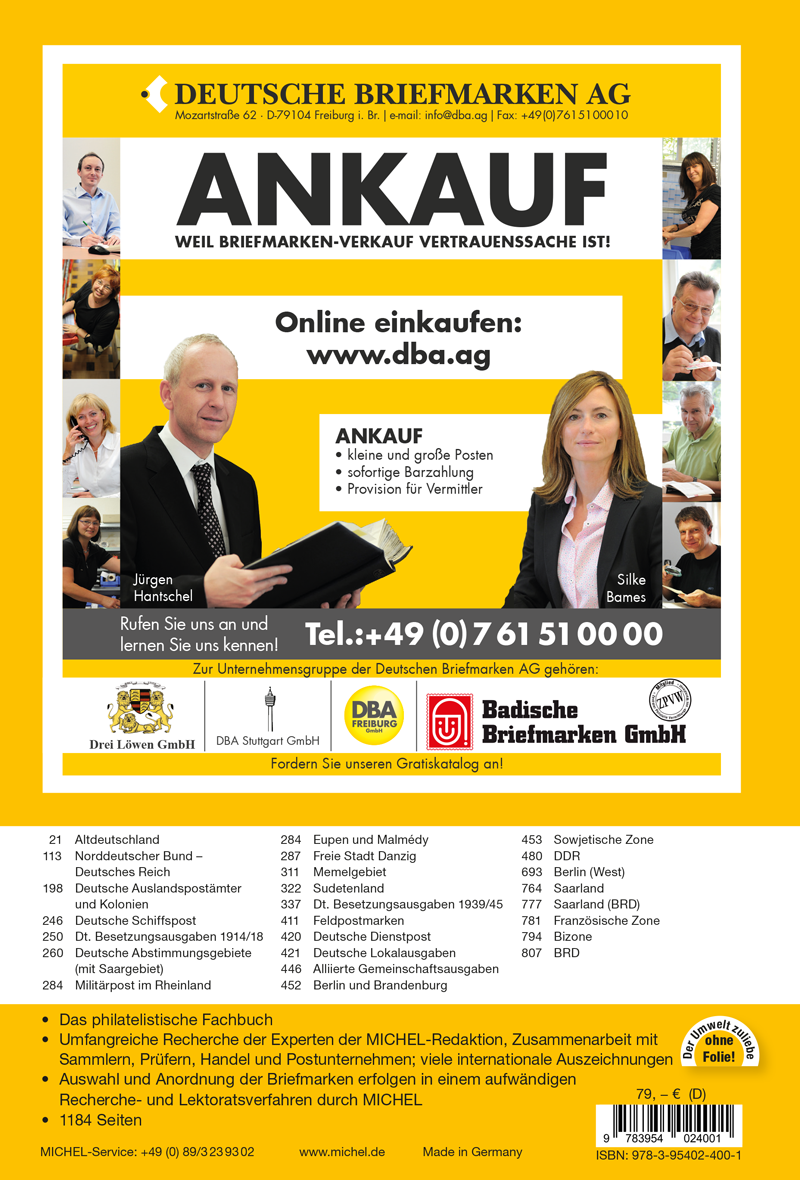 DEUTSCHE BRIEFMARKEN AG
Mozartstraße 62 · D-79104 Freiburg i. Br. | e-mail: info@dba.ag | Fax: +49(0)761510 00 10
ANKAUF
WEIL BRIEFMARKEN-VERKAUF VERTRAUENSSACHE IST!
Online einkaufen:
www.dba.ag
ANKAUF
• kleine und große Posten
• sofortige Barzahlung
• Provision für Vermittler
Jürgen
Hantschel
Silke
Bames
Rufen Sie uns an und
lernen Sie uns kennen!
Tel.:+49 (0) 7 61 51 00 00
Zur Unternehmensgruppe der Deutschen Briefmarken AG gehören:
Drei Löwen GmbH
DBA Stuttgart GmbH
DBA
FREIBURG
GmbH
Badische
Briefmarken GmbH
Mitglied
ZPVW
Fordern Sie unseren Gratiskatalog an!
21 Altdeutschland
113 Norddeutscher Bund –
Deutsches Reich
198 Deutsche Auslandspostämter
und Kolonien
246 Deutsche Schiffspost
250 Dt. Besetzungsausgaben 1914/18
260 Deutsche Abstimmungsgebiete
(mit Saargebiet)
284 Militärpost im Rheinland
284 Eupen und Malmédy
287 Freie Stadt Danzig
311 Memelgebiet
322 Sudetenland
337 Dt. Besetzungsausgaben 1939/45
411 Feldpostmarken
420 Deutsche Dienstpost
421 Deutsche Lokalausgaben
446 Alliierte Gemeinschaftsausgaben
452 Berlin und Brandenburg
453 Sowjetische Zone
480 DDR
693 Berlin (West)
764 Saarland
777 Saarland (BRD)
781 Französische Zone
794 Bizone
807 BRD
• Das philatelistische Fachbuch
• Umfangreiche Recherche der Experten der MICHEL-Redaktion, Zusammenarbeit mit
Sammlern, Prüfern, Handel und Postunternehmen; viele internationale Auszeichnungen
• Auswahl und Anordnung der Briefmarken erfolgen in einem aufwändigen
Recherche- und Lektoratsverfahren durch MICHEL
• 1184 Seiten
Der Umwelt zuliebe
ohne
Folie!
79, – € (D)
9 783954 024001
ISBN: 978-3-95402-400-1
MICHEL-Service: +49 (0) 89/3 23 93 02
www.michel.de
Made in Germany